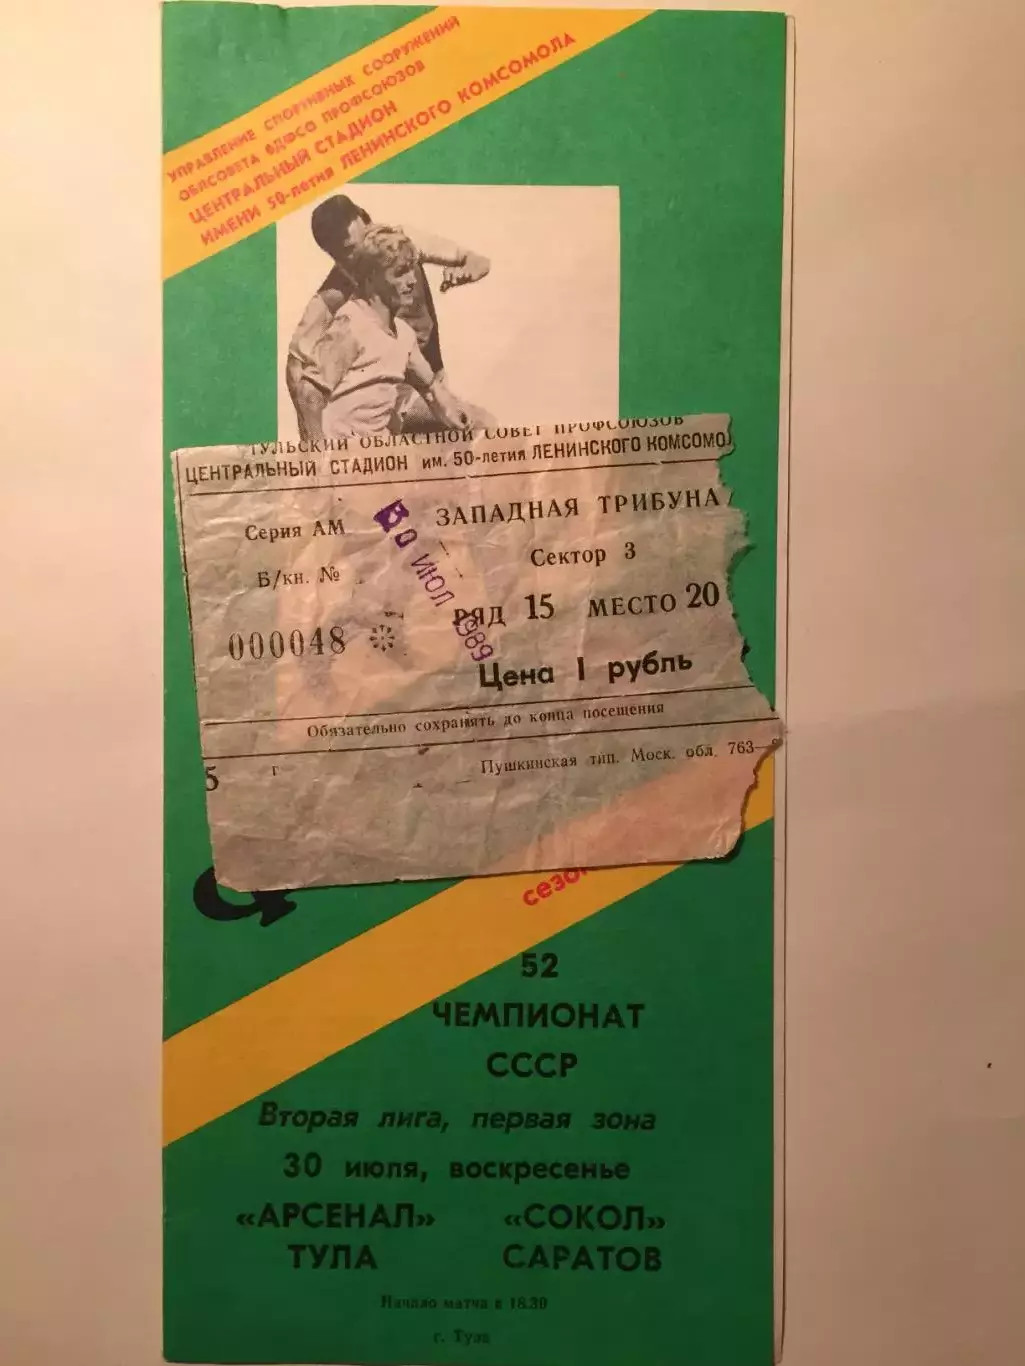 УПРАВЛЕНИЕ СПОРТИВНЫХ СООРУЖЕНИЙ
ОБЛСОВЕТА ВДФСО ПРОФСОЮЗОВ
ЦЕНТРАЛЬНЫЙ СТАДИОН
ИМЕНИ 50-летия ЛЕНИНСКОГО КОМСОМОЛА
ТУЛЬСКИЙ ОБЛАСТНОЙ СОВЕТ ПРОФСОЮЗОВ
ЦЕНТРАЛЬНЫЙ СТАДИОН им. 50-летия ЛЕНИНСКОГО КОМСОМО
Серия АМ
ЗАПАДНАЯ ТРИБУНА
Б/кн. №
Сектор 3
30 ИЮЛ 1989
РЯД 15 МЕСТО 20
000048
Цена 1 рубль
Обязательно сохранять до конца посещения
5 г
Пушкинская тип. Моск. обл. 763—
сезон
52
ЧЕМПИОНАТ
СССР
Вторая лига, первая зона
30 июля, воскресенье
«АРСЕНАЛ» «СОКОЛ»
ТУЛА САРАТОВ
Начало матча в 18.30
г. Тула